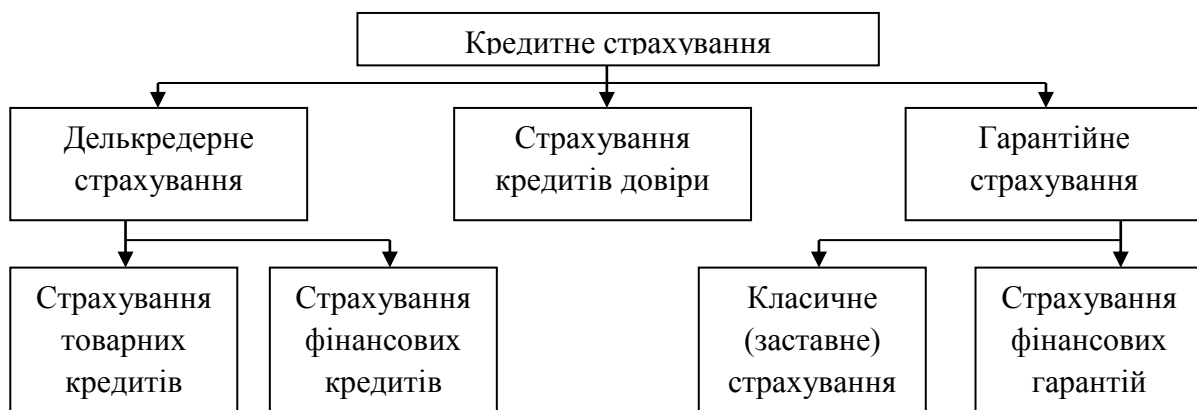 Кредитне страхування
Делькредерне
страхування
Страхування
кредитів довіри
Гарантійне
страхування
Страхування
товарних
кредитів
Страхування
фінансових
кредитів
Класичне
(заставне)
страхування
Страхування
фінансових
гарантій